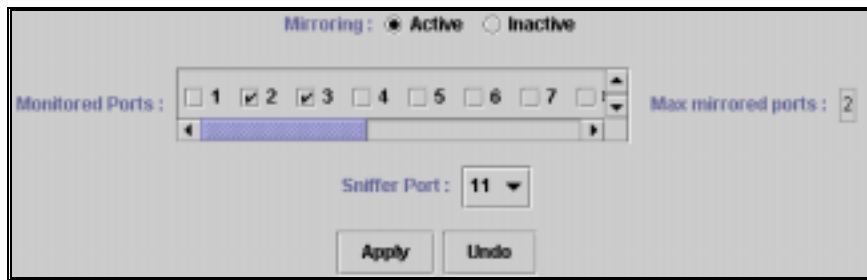 Mirroring : Active Inactive
Monitored Ports : 1 2 3 4 5 6 7
Max mirrored ports : 2
Sniffer Port : 11
Apply Undo